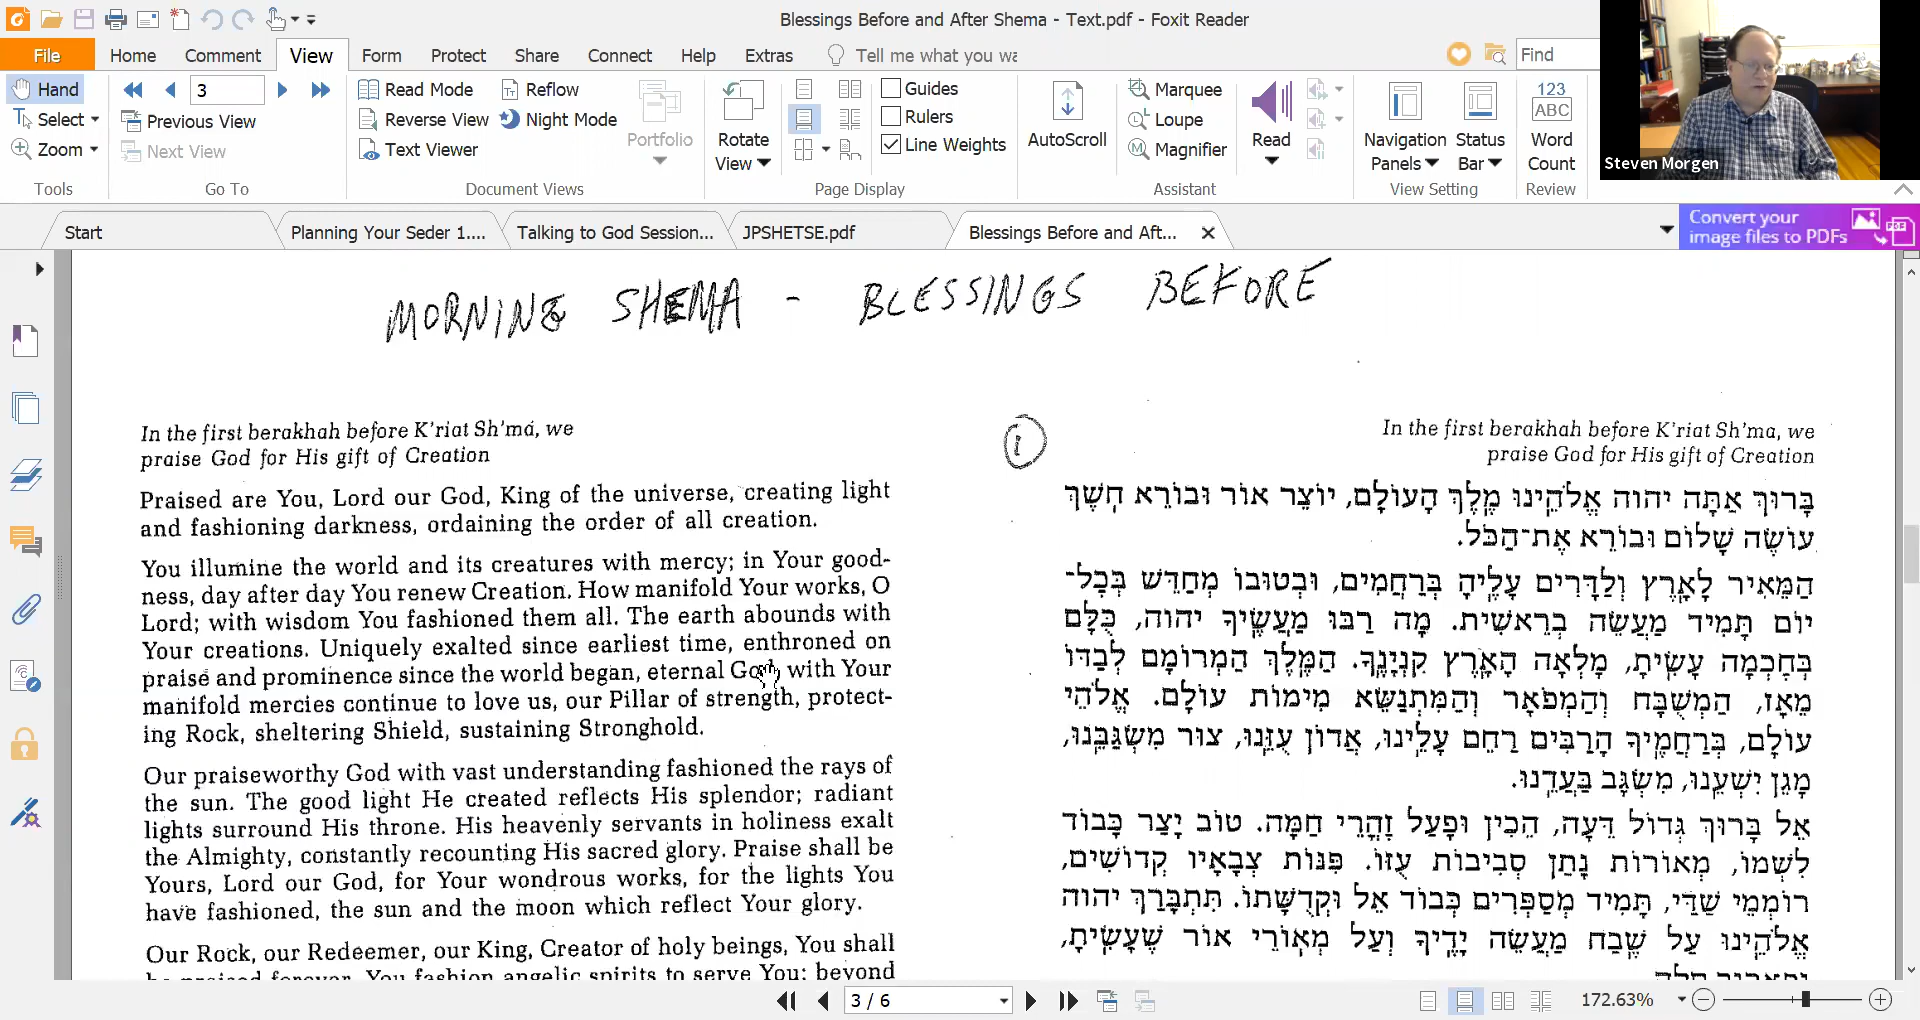 Blessings Before and After Shema - Text.pdf - Foxit Reader
File Home Comment View Form Protect Share Connect Help Extras Tell me what you wa Find
Hand
Select
Zoom
Tools
3
Previous View
Next View
Go To
Read Mode
Reverse View
Text Viewer
Reflow
Night Mode
Document Views
Portfolio
Rotate
View
Guides
Rulers
Line Weights
Page Display
AutoScroll
Marquee
Loupe
Magnifier
Assistant
Read
Navigation
Panels
Status
Bar
View Setting
123
ABC
Word
Count
Review
Steven Morgen
Start
Planning Your Seder 1....
Talking to God Session...
JPSHETSE.pdf
Blessings Before and Aft...
Convert your
image files to PDFs
PDF
MORNING SHEMA - BLESSINGS BEFORE
In the first berakhah before K'riat Sh'ma, we
praise God for His gift of Creation
Praised are You, Lord our God, King of the universe, creating light
and fashioning darkness, ordaining the order of all creation.
You illumine the world and its creatures with mercy; in Your good-
ness, day after day You renew Creation. How manifold Your works, O
Lord; with wisdom You fashioned them all. The earth abounds with
Your creations. Uniquely exalted since earliest time, enthroned on
praise and prominence since the world began, eternal God, with Your
manifold mercies continue to love us, our Pillar of strength, protect-
ing Rock, sheltering Shield, sustaining Stronghold.
Our praiseworthy God with vast understanding fashioned the rays of
the sun. The good light He created reflects His splendor; radiant
lights surround His throne. His heavenly servants in holiness exalt
the Almighty, constantly recounting His sacred glory. Praise shall be
Yours, Lord our God, for Your wondrous works, for the lights You
have fashioned, the sun and the moon which reflect Your glory.
Our Rock, our Redeemer, our King, Creator of holy beings, You shall
be praised forever. You fashion angelic spirits to serve You; beyond
1
In the first berakhah before K'riat Sh'ma, we
praise God for His gift of Creation
בָּרוּךְ אַתָּה יהוה אֱלֹהֵינוּ מֶלֶךְ הָעוֹלָם, יוֹצֵר אוֹר וּבוֹרֵא חֹשֶׁךְ
עוֹשֶׂה שָׁלוֹם וּבוֹרֵא אֶת־הַכֹּל.
הַמֵּאִיר לָאָרֶץ וְלַדָּרִים עָלֶיהָ בְּרַחֲמִים, וּבְטוּבוֹ מְחַדֵּשׁ בְּכָל־
יוֹם תָּמִיד מַעֲשֵׂה בְרֵאשִׁית. מָה רַבּוּ מַעֲשֶׂיךָ יהוה, כֻּלָּם
בְּחָכְמָה עָשִׂיתָ, מָלְאָה הָאָרֶץ קִנְיָנֶךָ. הַמֶּלֶךְ הַמְרוֹמָם לְבַדּוֹ
מֵאָז, הַמְשֻׁבָּח וְהַמְפֹאָר וְהַמִּתְנַשֵּׂא מִימוֹת עוֹלָם. אֱלֹהֵי
עוֹלָם, בְּרַחֲמֶיךָ הָרַבִּים רַחֵם עָלֵינוּ, אֲדוֹן עֻזֵּנוּ, צוּר מִשְׂגַּבֵּנוּ,
מָגֵן יִשְׁעֵנוּ, מִשְׂגָּב בַּעֲדֵנוּ.
אֵל בָּרוּךְ גְּדוֹל דֵּעָה, הֵכִין וּפָעַל זָהֳרֵי חַמָּה. טוֹב יָצַר כָּבוֹד
לִשְׁמוֹ, מְאוֹרוֹת נָתַן סְבִיבוֹת עֻזּוֹ. פִּנּוֹת צְבָאָיו קְדוֹשִׁים,
רוֹמְמֵי שַׁדַּי, תָּמִיד מְסַפְּרִים כְּבוֹד אֵל וּקְדֻשָּׁתוֹ. תִּתְבָּרַךְ יהוה
אֱלֹהֵינוּ עַל שֶׁבַח מַעֲשֵׂה יָדֶיךָ וְעַל מְאוֹרֵי אוֹר שֶׁעָשִׂיתָ,
3 / 6
172.63%